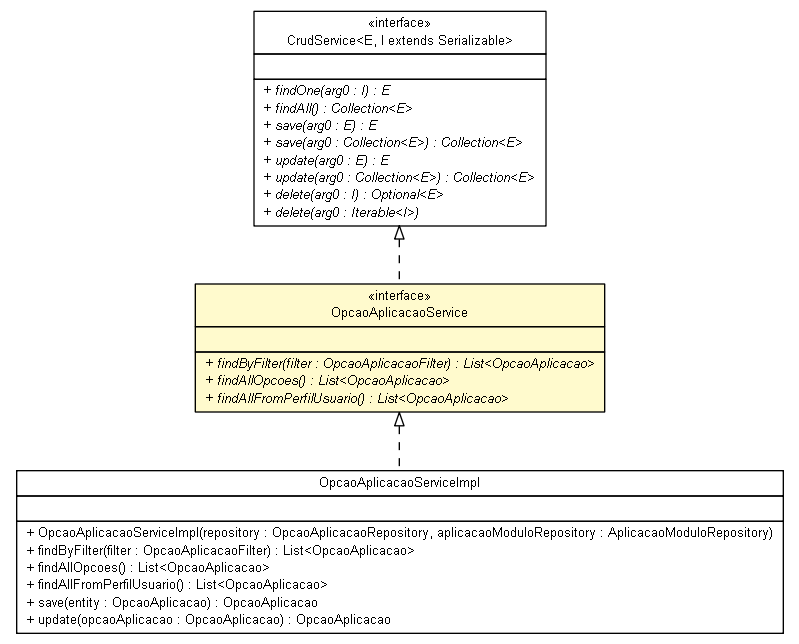 «interface»
CrudService<E, I extends Serializable>
+ findOne(arg0 : I) : E
+ findAll() : Collection<E>
+ save(arg0 : E) : E
+ save(arg0 : Collection<E>) : Collection<E>
+ update(arg0 : E) : E
+ update(arg0 : Collection<E>) : Collection<E>
+ delete(arg0 : I) : Optional<E>
+ delete(arg0 : Iterable<I>)
«interface»
OpcaoAplicacaoService
+ findByFilter(filter : OpcaoAplicacaoFilter) : List<OpcaoAplicacao>
+ findAllOpcoes() : List<OpcaoAplicacao>
+ findAllFromPerfilUsuario() : List<OpcaoAplicacao>
OpcaoAplicacaoServiceImpl
+ OpcaoAplicacaoServiceImpl(repository : OpcaoAplicacaoRepository, aplicacaoModuloRepository : AplicacaoModuloRepository)
+ findByFilter(filter : OpcaoAplicacaoFilter) : List<OpcaoAplicacao>
+ findAllOpcoes() : List<OpcaoAplicacao>
+ findAllFromPerfilUsuario() : List<OpcaoAplicacao>
+ save(entity : OpcaoAplicacao) : OpcaoAplicacao
+ update(opcaoAplicacao : OpcaoAplicacao) : OpcaoAplicacao